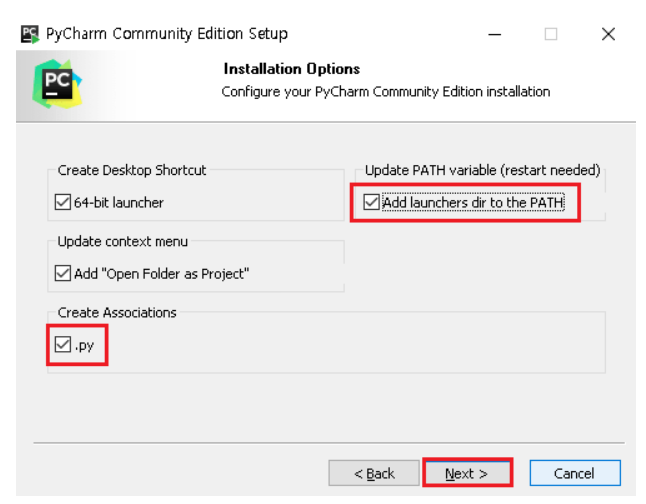 PC PyCharm Community Edition Setup
PC
Installation Options
Configure your PyCharm Community Edition installation
Create Desktop Shortcut
64-bit launcher
Update PATH variable (restart needed)
Add launchers dir to the PATH
Update context menu
Add "Open Folder as Project"
Create Associations
.py
< Back
Next >
Cancel